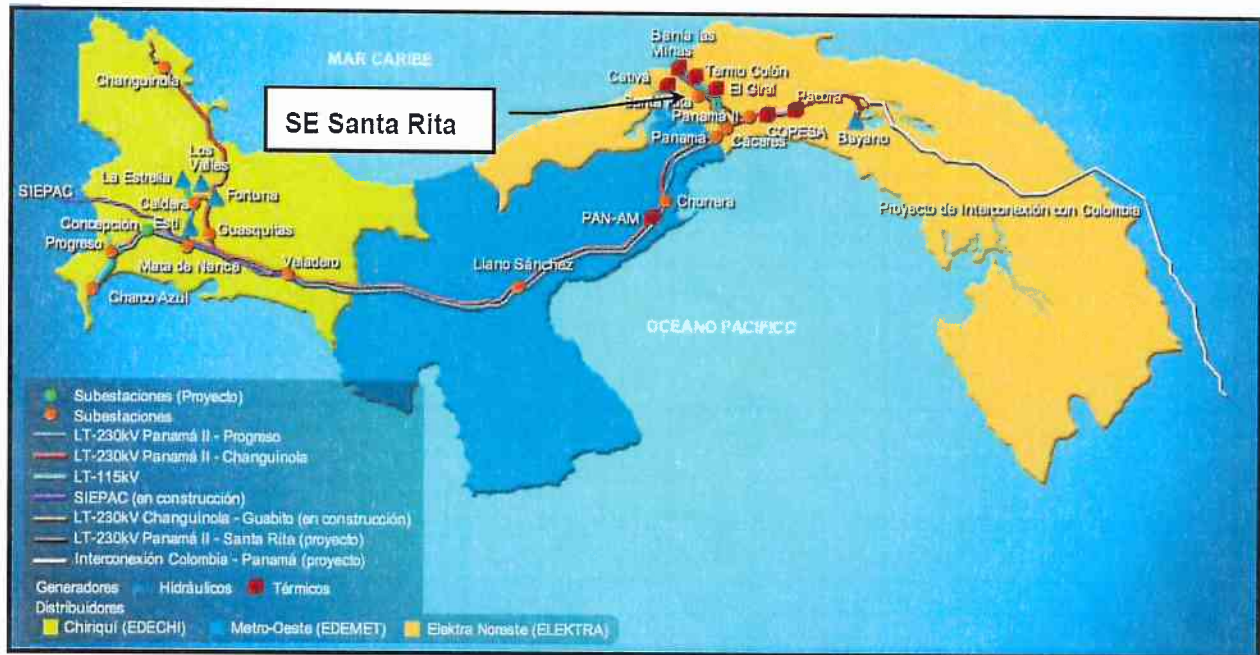 MAR CARIBE
Changuinola
SE Santa Rita
Bahía las
Minas
Cativá
Termo Colón
El Giral
Santa Rita
Panamá II
Pacora
COPESA
Panamá
Cáceres
Bayano
Los
Valles
La Estrella
SIEPAC
Caldera
Fortuna
Concepción
Esti
Guasquitas
Progreso
Mata de Nance
Veladero
Charco Azul
Chorrera
PAN-AM
Llano Sánchez
Proyecto de Interconexión con Colombia
OCEANO PACIFICO
Subestaciones (Proyecto)
Subestaciones
LT-230kV Panamá II - Progreso
LT-230kV Panamá II - Changuinola
LT-115kV
SIEPAC (en construcción)
LT-230kV Changuinola - Guabito (en construcción)
LT-230kV Panamá II - Santa Rita (proyecto)
Interconexión Colombia - Panamá (proyecto)
Generadores Hidráulicos Térmicos
Distribuidores
Chiriquí (EDECHI) Metro-Oeste (EDEMET) Elektra Noreste (ELEKTRA)